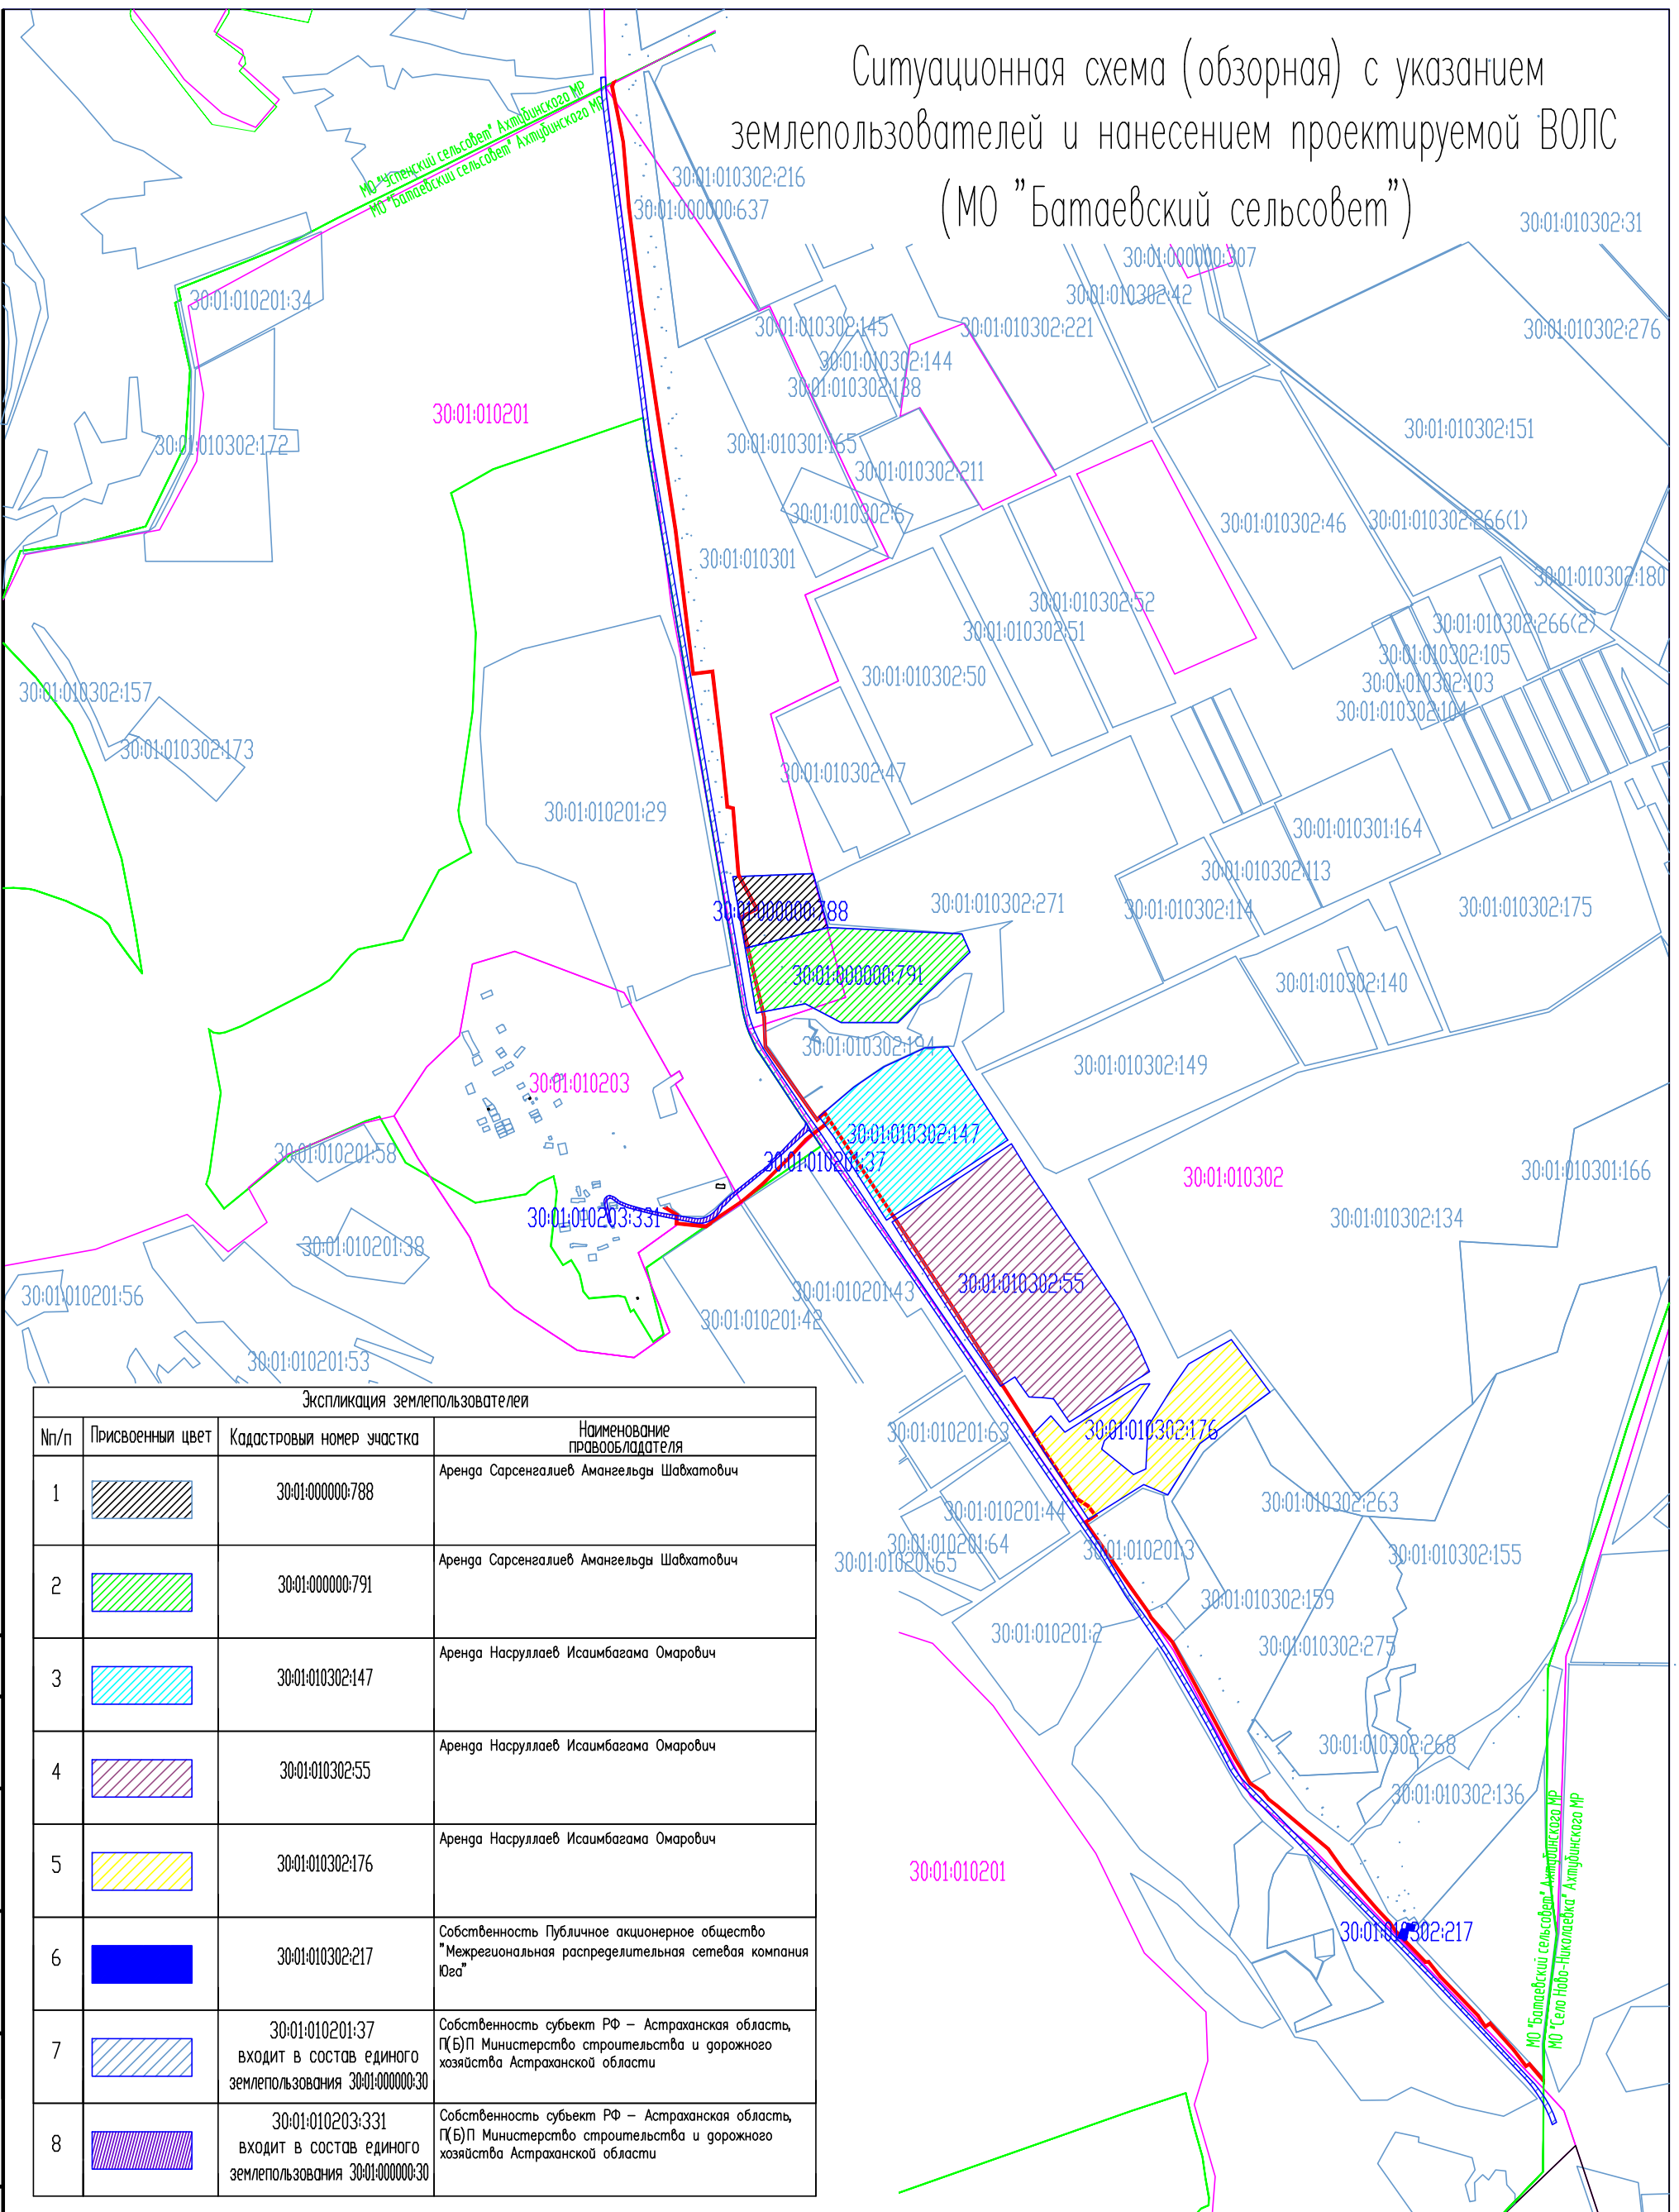 Ситуационная схема (обзорная) с указанием
землепользователей и нанесением проектируемой ВОЛС
(МО "Батаевский сельсовет")
МО "Успенский сельсовет" Ахтубинского МР
МО "Батаевский сельсовет" Ахтубинского МР
30:01:010302:216
30:01:000000:637
30:01:010302:31
30:01:000000:307
30:01:010302:42
30:01:010201:34
30:01:010302:145
30:01:010302:221
30:01:010302:276
30:01:010302:144
30:01:010302:138
30:01:010201
30:01:010302:151
30:01:010302:172
30:01:010301:165
30:01:010302:211
30:01:010302:6
30:01:010302:46
30:01:010302:266(1)
30:01:010301
30:01:010302:180
30:01:010302:52
30:01:010302:51
30:01:010302:266(2)
30:01:010302:105
30:01:010302:50
30:01:010302:103
30:01:010302:157
30:01:010302:104
30:01:010302:173
30:01:010302:47
30:01:010201:29
30:01:010301:164
30:01:010302:113
30:01:000000:788
30:01:010302:271
30:01:010302:114
30:01:010302:175
30:01:000000:791
30:01:010302:140
30:01:010302:194
30:01:010302:149
30:01:010203
30:01:010302:147
30:01:010201:58
30:01:010201:37
30:01:010302
30:01:010301:166
30:01:010203:331
30:01:010302:134
30:01:010201:38
30:01:010302:55
30:01:010201:56
30:01:010201:43
30:01:010201:42
30:01:010201:53
30:01:010201:63
30:01:010302:176
30:01:010201:44
30:01:010302:263
30:01:010201:64
30:01:010201:65
30:01:010201:3
30:01:010302:155
30:01:010302:159
30:01:010201:2
30:01:010302:275
30:01:010302:268
30:01:010302:136
30:01:010201
30:01:010302:217
МО "Батаевский сельсовет" Ахтубинского МР
МО "Село Ново-Николаевка" Ахтубинского МР
Экспликация землепользователей
№п/п Присвоенный цвет Кадастровый номер участка Наименование
правообладателя
1 30:01:000000:788 Аренда Сарсенгалиев Амангельды Шавхатович
2 30:01:000000:791 Аренда Сарсенгалиев Амангельды Шавхатович
3 30:01:010302:147 Аренда Насруллаев Исаимбагама Омарович
4 30:01:010302:55 Аренда Насруллаев Исаимбагама Омарович
5 30:01:010302:176 Аренда Насруллаев Исаимбагама Омарович
6 30:01:010302:217 Собственность Публичное акционерное общество
"Межрегиональная распределительная сетевая компания
Юга"
7 30:01:010201:37
входит в состав единого
землепользования 30:01:000000:30
Собственность субъект РФ – Астраханская область,
П(Б)П Министерство строительства и дорожного
хозяйства Астраханской области
8 30:01:010203:331
входит в состав единого
землепользования 30:01:000000:30
Собственность субъект РФ – Астраханская область,
П(Б)П Министерство строительства и дорожного
хозяйства Астраханской области